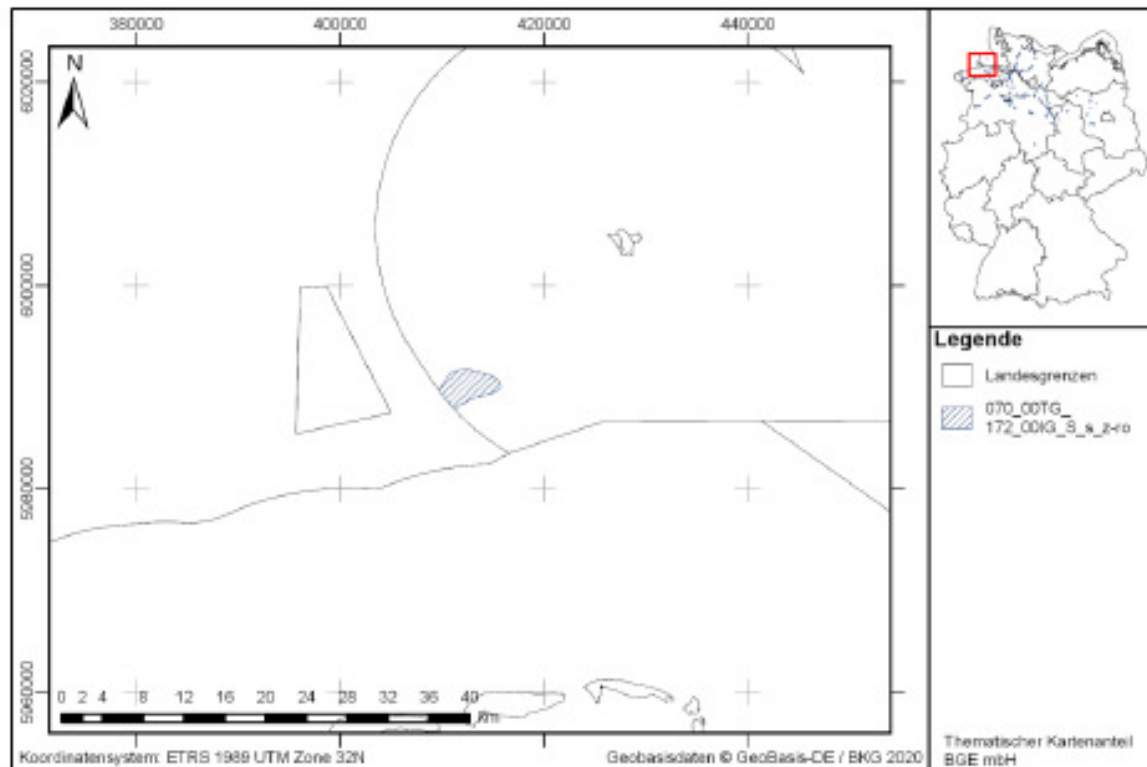 380000 400000 420000 440000
N
6020000
6000000
5980000
5960000
0 2 4 8 12 16 20 24 28 32 36 40
Km
Koordinatensystem: ETRS 1989 UTM Zone 32N
Geobasisdaten © GeoBasis-DE / BKG 2020
Legende
Landesgrenzen
070_00TG_
172_00IG_S_s_z-ro
Thematischer Kartenanteil
BGE mbH